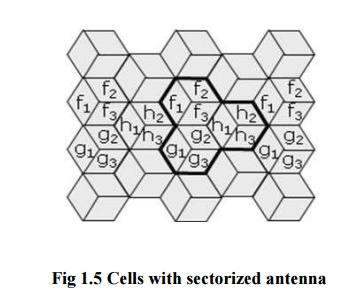 f₂ f₂ f₂
f₁ f₃ h₂ f₁ f₃ h₂ f₁ f₃
g₂ h₁ h₃ g₂ h₁ h₃ g₂
g₁ g₃ g₁ g₃ g₁ g₃
Fig 1.5 Cells with sectorized antenna